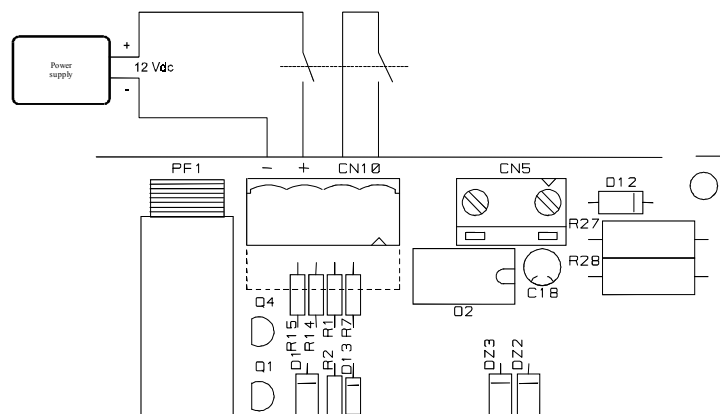 +
Power
supply
12 Vdc
-
PF1
- + CN10
CN5
D12
R27
R28
C18
Q2
Q4
R15
R14
R1
R7
Q1
D1
R2
D13
DZ3
DZ2